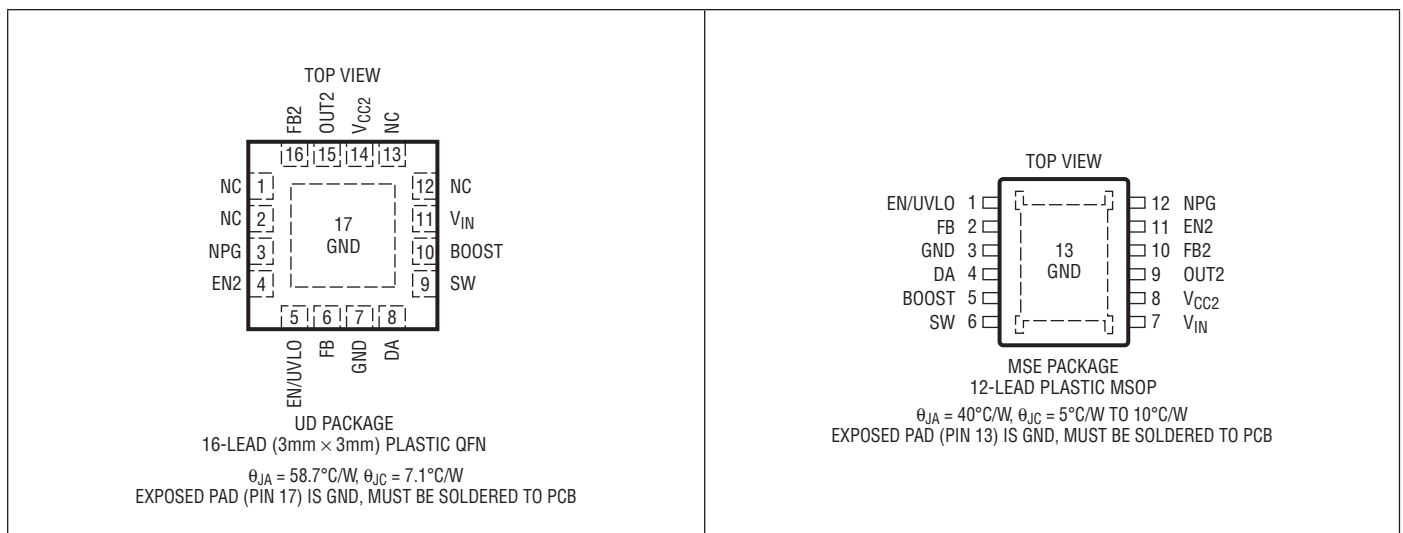 TOP VIEW
FB2
OUT2
VCC2
NC
16 15 14 13
NC 1
NC 2
NPG 3
EN2 4
17
GND
12 NC
11 VIN
10 BOOST
9 SW
5 6 7 8
EN/UVLO
FB
GND
DA
UD PACKAGE
16-LEAD (3mm × 3mm) PLASTIC QFN
θJA = 58.7°C/W, θJC = 7.1°C/W
EXPOSED PAD (PIN 17) IS GND, MUST BE SOLDERED TO PCB
TOP VIEW
EN/UVLO 1
FB 2
GND 3
DA 4
BOOST 5
SW 6
13
GND
12 NPG
11 EN2
10 FB2
9 OUT2
8 VCC2
7 VIN
MSE PACKAGE
12-LEAD PLASTIC MSOP
θJA = 40°C/W, θJC = 5°C/W TO 10°C/W
EXPOSED PAD (PIN 13) IS GND, MUST BE SOLDERED TO PCB